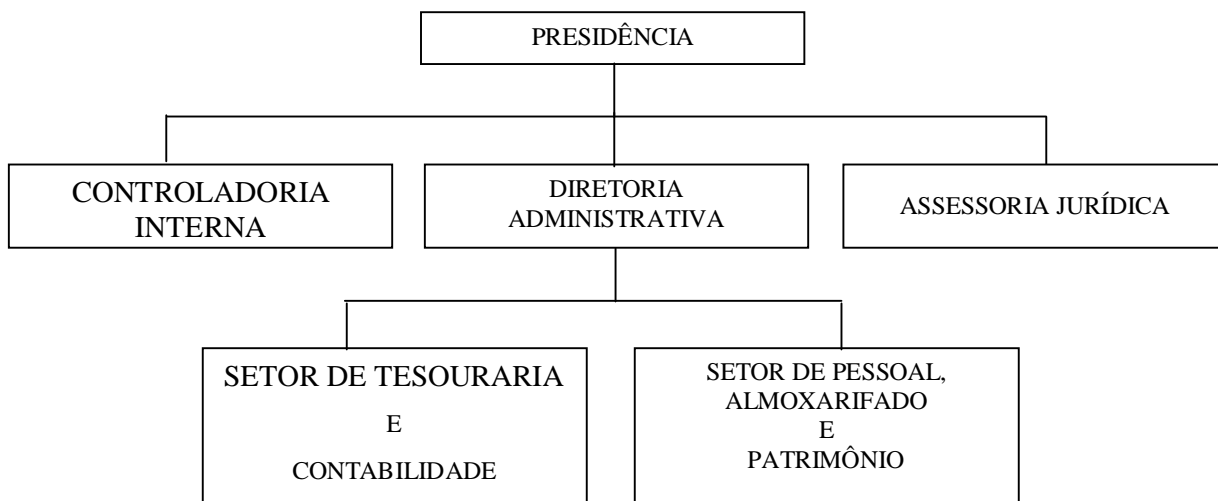 PRESIDÊNCIA
CONTROLADORIA
INTERNA
DIRETORIA
ADMINISTRATIVA
ASSESSORIA JURÍDICA
SETOR DE TESOURARIA
E
CONTABILIDADE
SETOR DE PESSOAL,
ALMOXARIFADO
E
PATRIMÔNIO